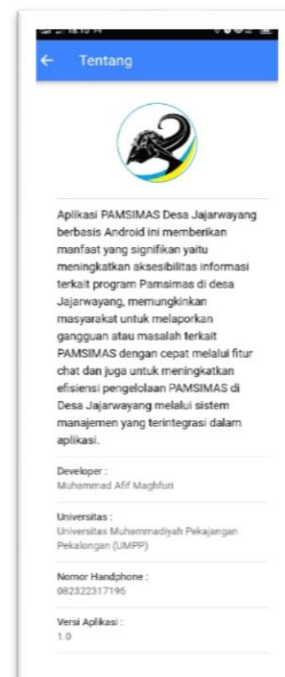 Tentang
Aplikasi PAMSIMAS Desa Jajarwayang
berbasis Android ini memberikan
manfaat yang signifikan yaitu
meningkatkan aksesibilitas informasi
terkait program Pamsimas di desa
Jajarwayang, memungkinkan
masyarakat untuk melaporkan
gangguan atau masalah terkait
PAMSIMAS dengan cepat melalui fitur
chat dan juga untuk meningkatkan
efisiensi pengelolaan PAMSIMAS di
Desa Jajarwayang melalui sistem
manajemen yang terintegrasi dalam
aplikasi.
Developer :
Muhammad Afif Maghfuri
Universitas :
Universitas Muhammadiyah Pekajangan
Pekalongan (UMPP)
Nomor Handphone :
082322317196
Versi Aplikasi :
1.0